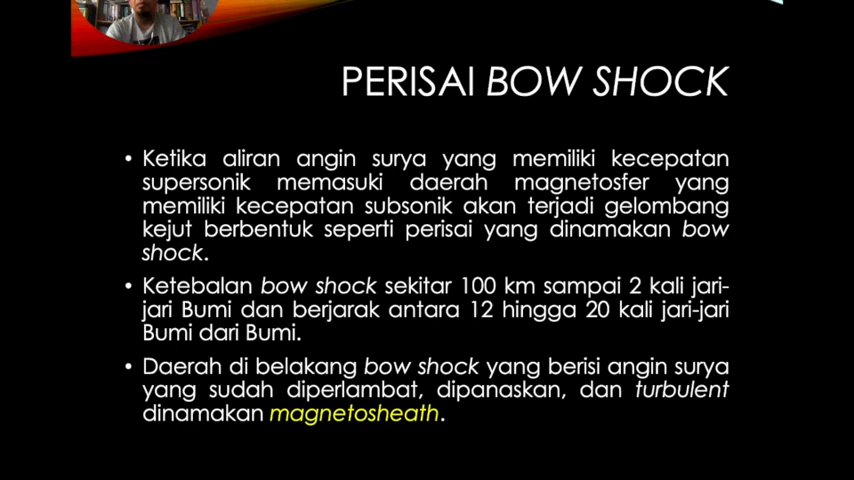 PERISAI BOW SHOCK
• Ketika aliran angin surya yang memiliki kecepatan
supersonik memasuki daerah magnetosfer yang
memiliki kecepatan subsonik akan terjadi gelombang
kejut berbentuk seperti perisai yang dinamakan bow
shock.
• Ketebalan bow shock sekitar 100 km sampai 2 kali jari-
jari Bumi dan berjarak antara 12 hingga 20 kali jari-jari
Bumi dari Bumi.
• Daerah di belakang bow shock yang berisi angin surya
yang sudah diperlambat, dipanaskan, dan turbulent
dinamakan magnetosheath.